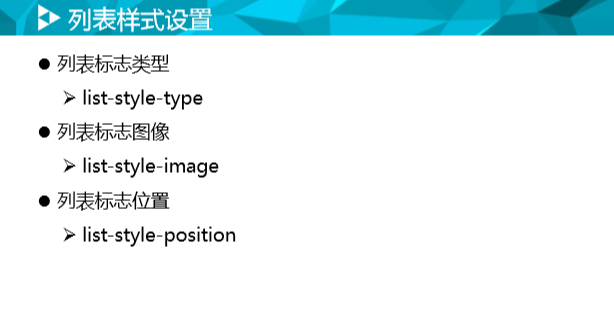 列表样式设置
列表标志类型
list-style-type
列表标志图像
list-style-image
列表标志位置
list-style-position